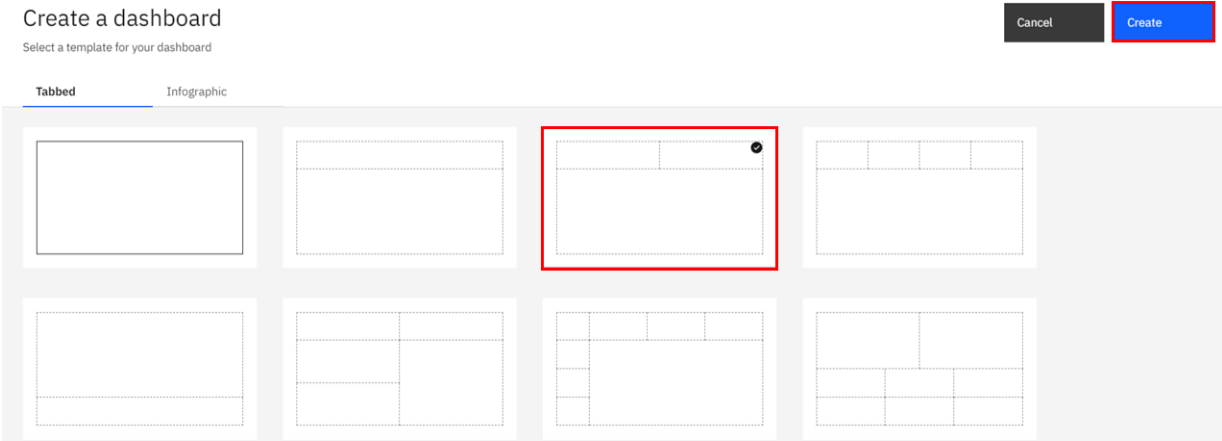 Create a dashboard
Cancel
Create
Select a template for your dashboard
Tabbed
Infographic